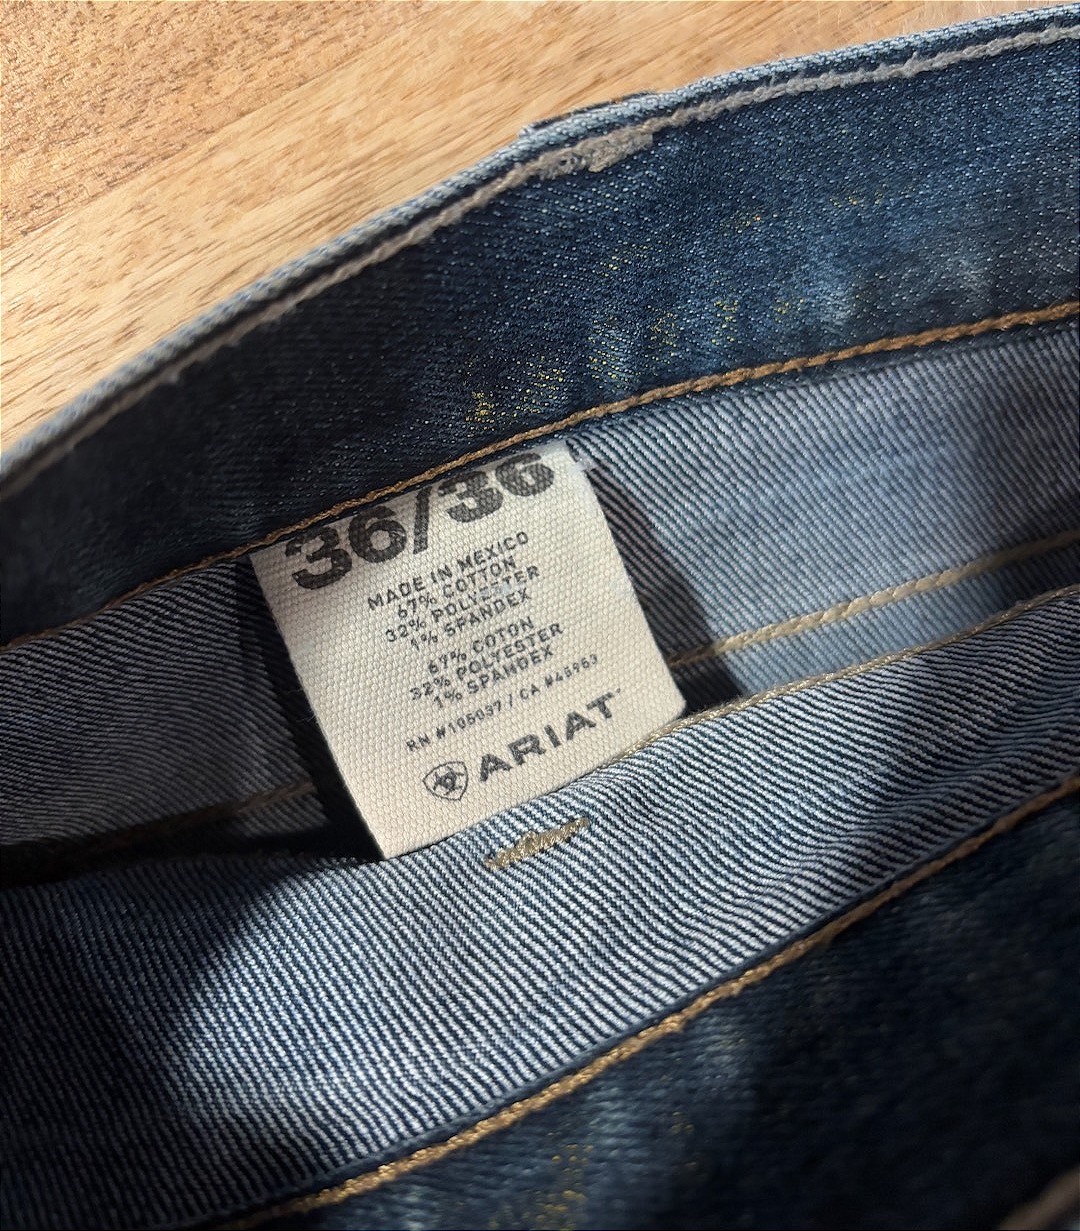 36/36
MADE IN MEXICO
67% COTTON
32% POLYESTER
1% SPANDEX
67% COTON
32% POLYESTER
1% SPANDEX
RN #105037 / CA #45963
ARIAT